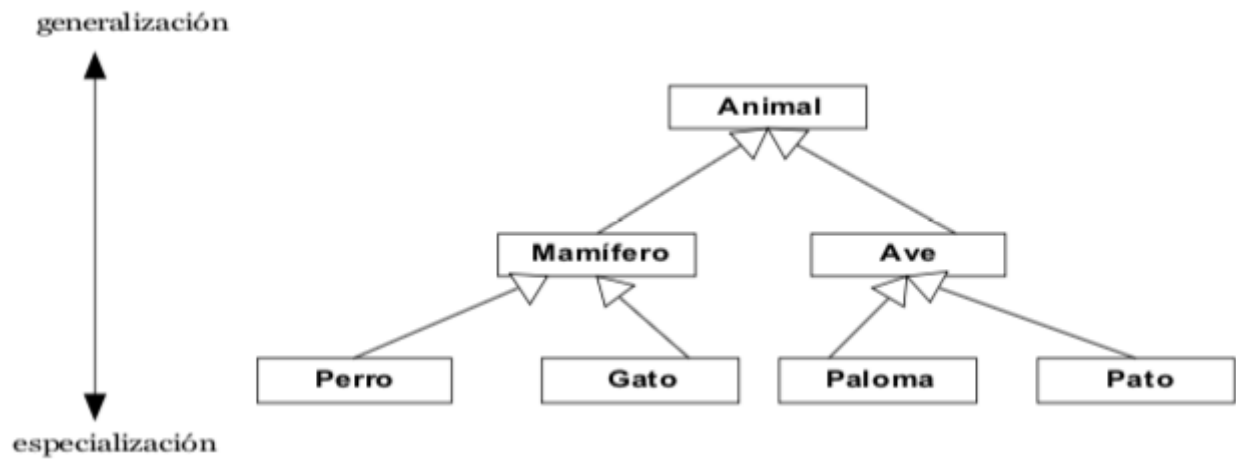 generalización
Animal
Mamífero
Ave
Perro
Gato
Paloma
Pato
especialización